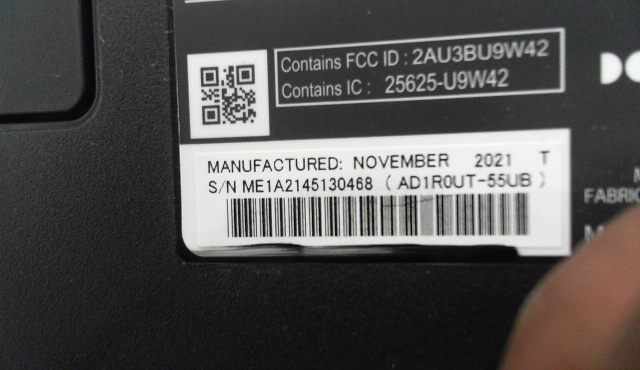 Contains FCC ID : 2AU3BU9W42
Contains IC : 25625-U9W42
MANUFACTURED: NOVEMBER 2021 T
S/N ME1A2145130468 ( AD1R0UT-55UB )